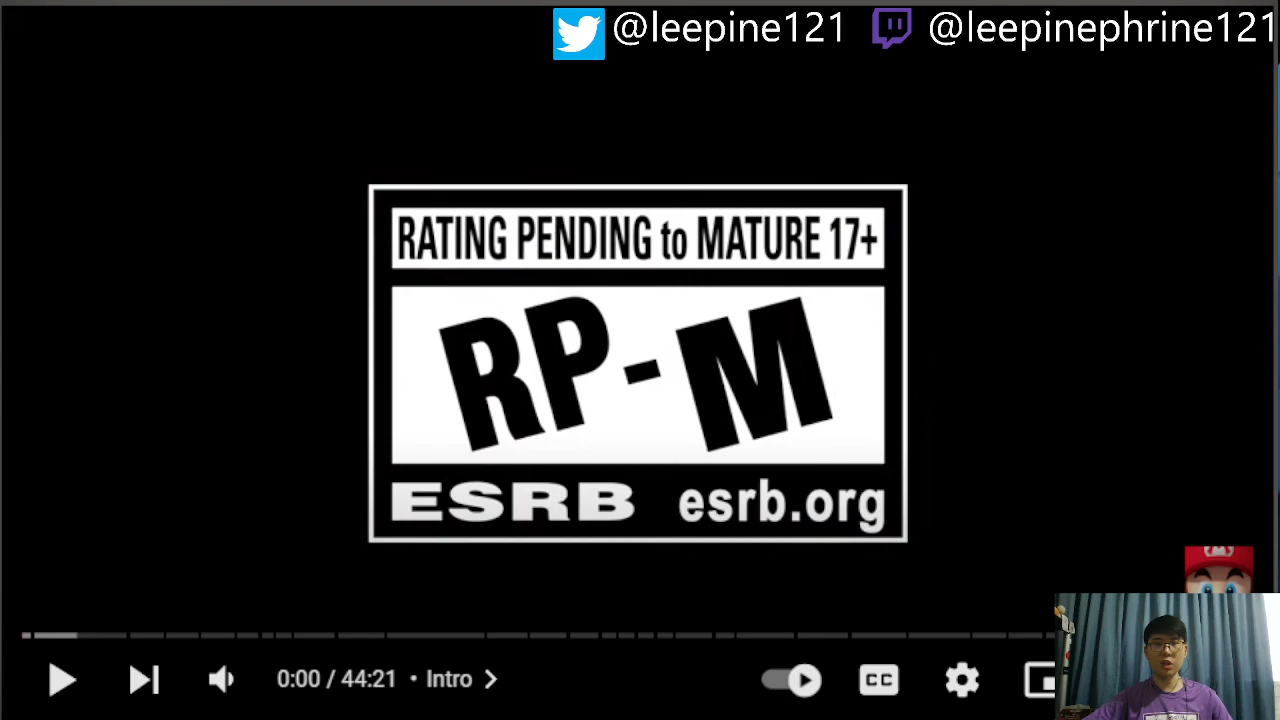 @leepine121 @leepinephrine121
RATING PENDING to MATURE 17+
RP-M
ESRB esrb.org
M
0:00 / 44:21 • Intro
CC